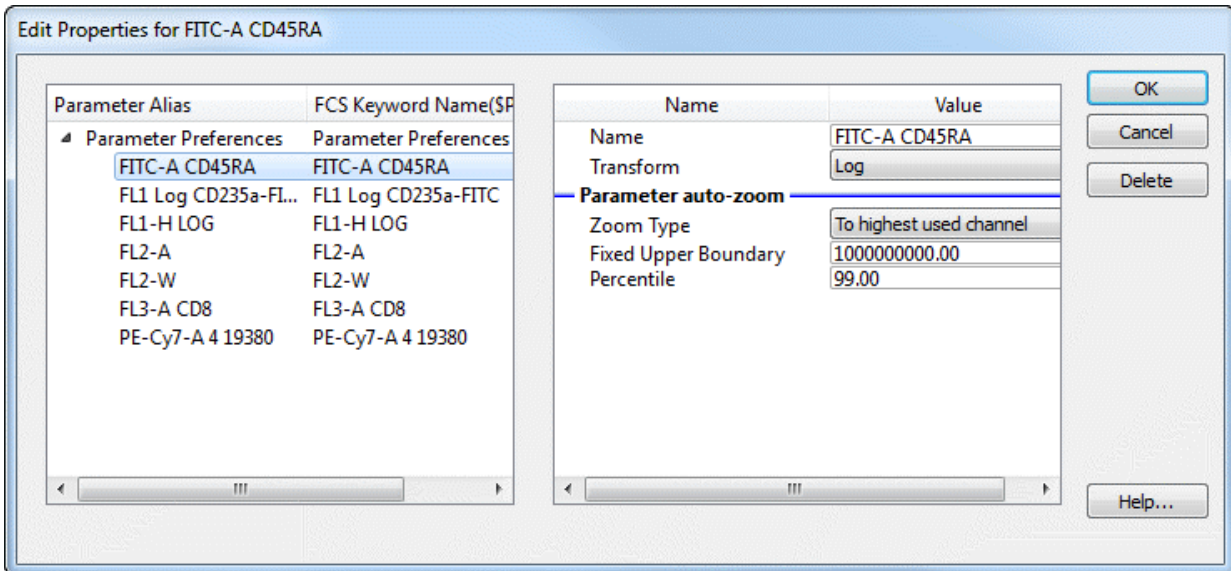 Edit Properties for FITC-A CD45RA
Parameter Alias FCS Keyword Name($P
Parameter Preferences Parameter Preferences
FITC-A CD45RA FITC-A CD45RA
FL1 Log CD235a-FI... FL1 Log CD235a-FITC
FL1-H LOG FL1-H LOG
FL2-A FL2-A
FL2-W FL2-W
FL3-A CD8 FL3-A CD8
PE-Cy7-A 4 19380 PE-Cy7-A 4 19380
Name Value
Name FITC-A CD45RA
Transform Log
Parameter auto-zoom
Zoom Type To highest used channel
Fixed Upper Boundary 1000000000.00
Percentile 99.00
OK
Cancel
Delete
Help...